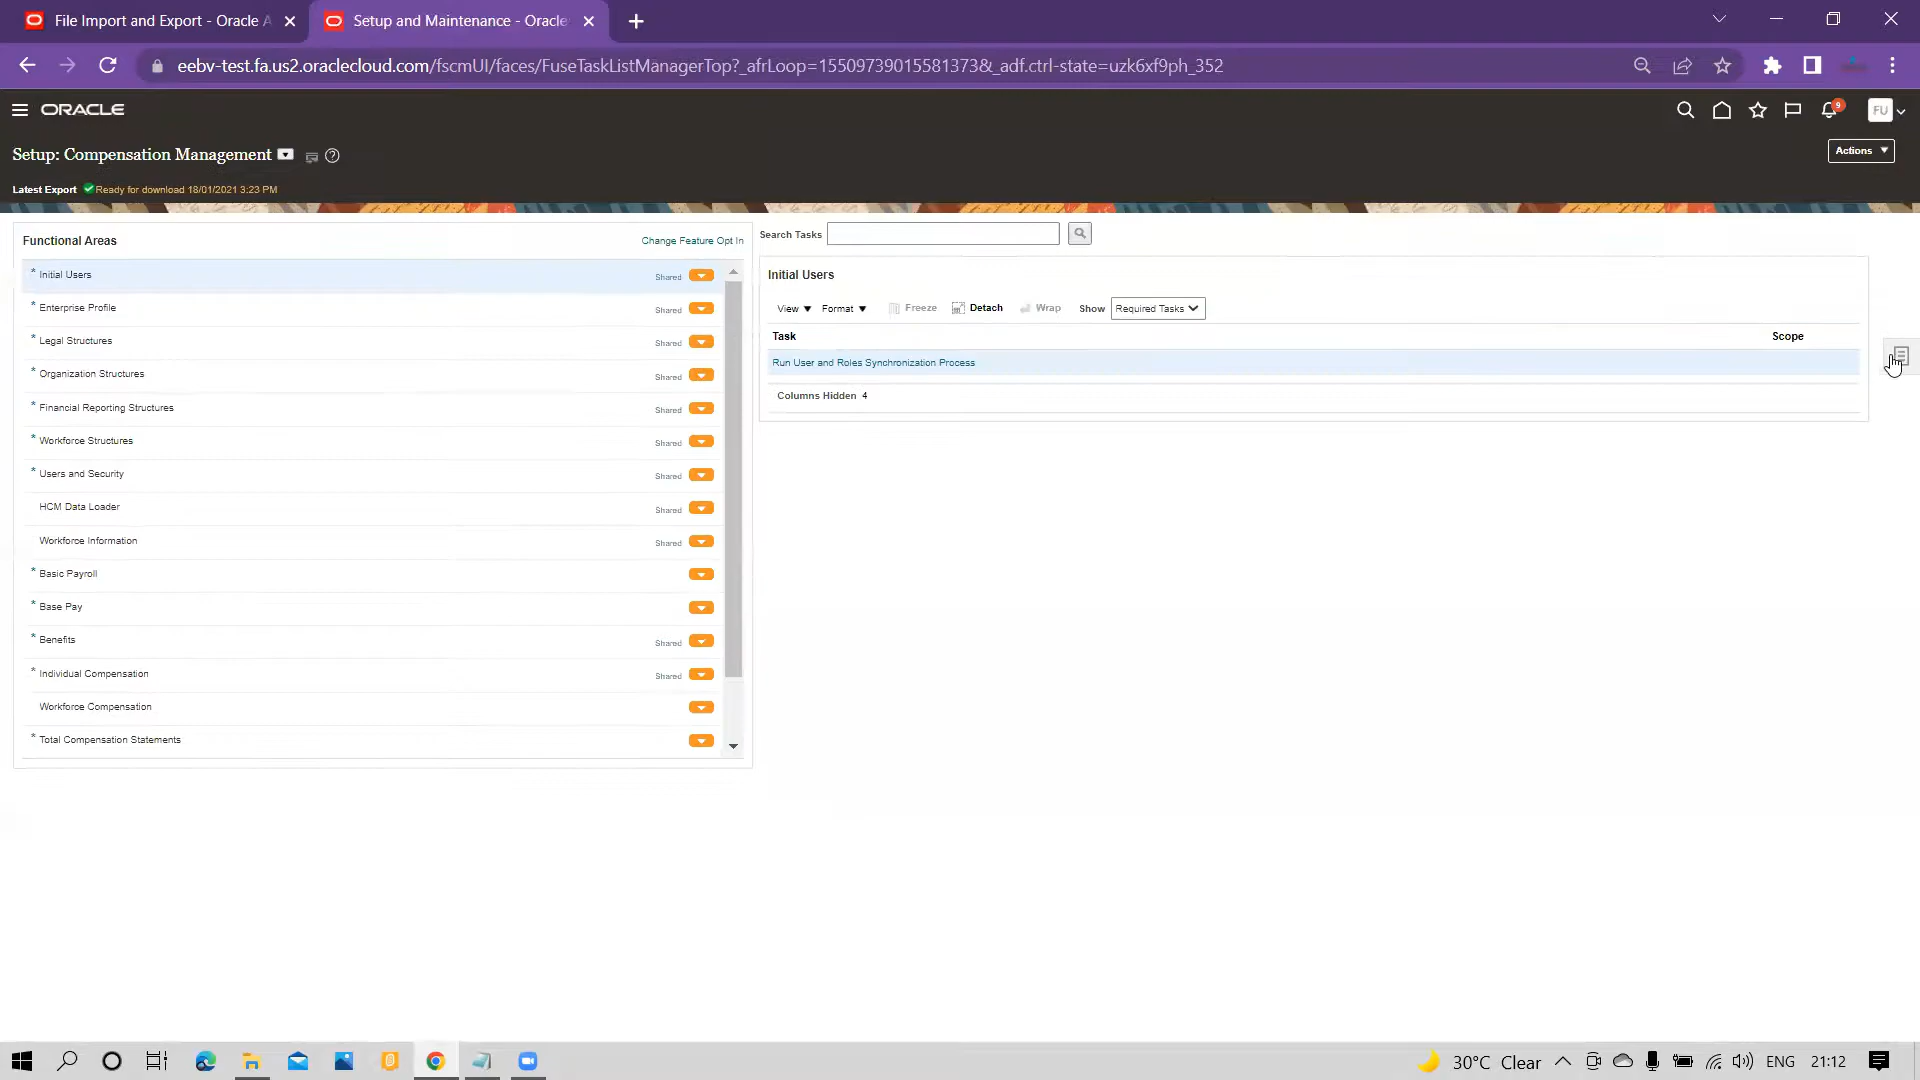 File Import and Export - Oracle A
Setup and Maintenance - Oracle
eebv-test.fa.us2.oraclecloud.com/fscmUI/faces/FuseTaskListManagerTop?_afrLoop=15509739015581373&_adf.ctrl-state=uzk6xf9ph_352
ORACLE
9
FU
Setup: Compensation Management
Actions
Latest Export Ready for download 18/01/2021 3:23 PM
Functional Areas
Change Feature Opt In
* Initial Users Shared
* Enterprise Profile Shared
* Legal Structures Shared
* Organization Structures Shared
* Financial Reporting Structures Shared
* Workforce Structures Shared
* Users and Security Shared
HCM Data Loader Shared
Workforce Information Shared
* Basic Payroll
* Base Pay
* Benefits Shared
* Individual Compensation Shared
Workforce Compensation
* Total Compensation Statements
Search Tasks
Initial Users
View Format Freeze Detach Wrap Show Required Tasks
Task Scope
Run User and Roles Synchronization Process
Columns Hidden 4
30°C Clear ENG 21:12